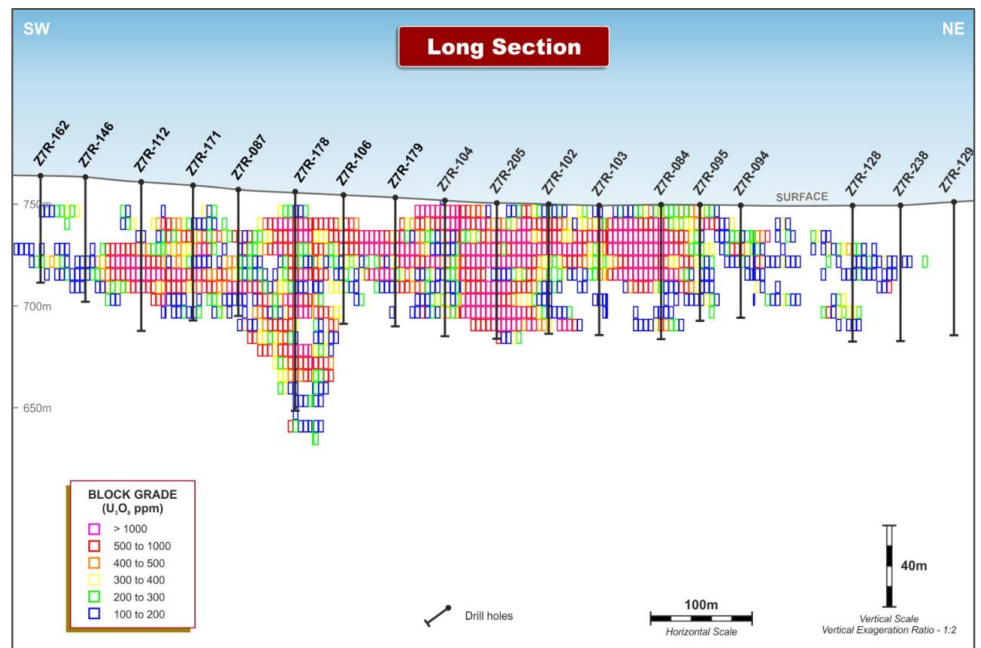 SW
NE
Long Section
Z7R-162
Z7R-146
Z7R-112
Z7R-171
Z7R-087
Z7R-178
Z7R-106
Z7R-179
Z7R-104
Z7R-205
Z7R-102
Z7R-103
Z7R-084
Z7R-095
Z7R-094
Z7R-128
Z7R-238
Z7R-129
750m
SURFACE
700m
650m
BLOCK GRADE
(U₃O₈ ppm)
> 1000
500 to 1000
400 to 500
300 to 400
200 to 300
100 to 200
Drill holes
100m
Horizontal Scale
40m
Vertical Scale
Vertical Exageration Ratio - 1:2